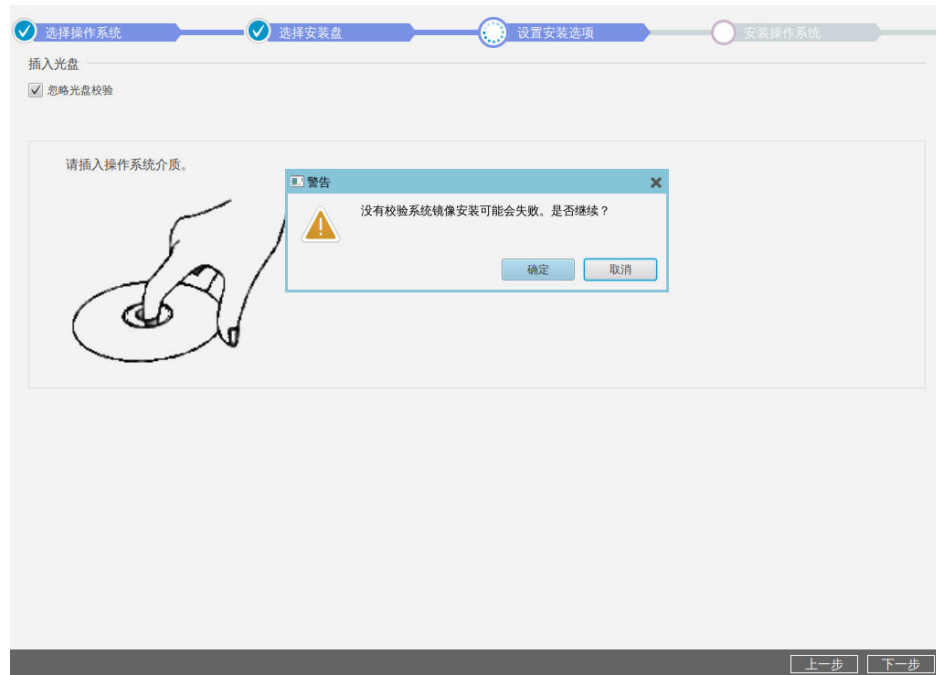 选择操作系统
选择安装盘
设置安装选项
安装操作系统
插入光盘
忽略光盘校验
请插入操作系统介质。
警告
没有校验系统镜像安装可能会失败。是否继续？
确定
取消
上一步
下一步